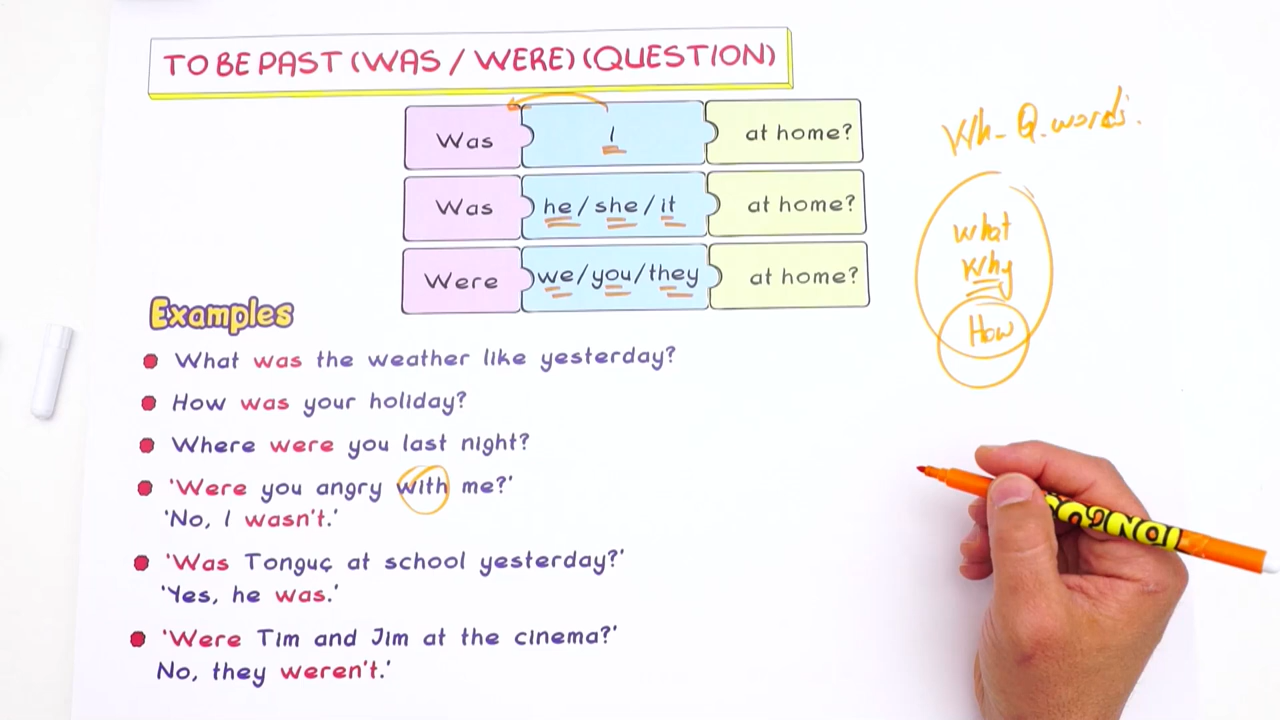 TO BE PAST (WAS / WERE) (QUESTION)
Was I at home?
Was he / she / it at home?
Were we / you / they at home?
Wh- Q. words.
what
why
How
Examples
What was the weather like yesterday?
How was your holiday?
Where were you last night?
'Were you angry with me?'
'No, I wasn't.'
'Was Tonguç at school yesterday?'
'Yes, he was.'
'Were Tim and Jim at the cinema?'
No, they weren't.'